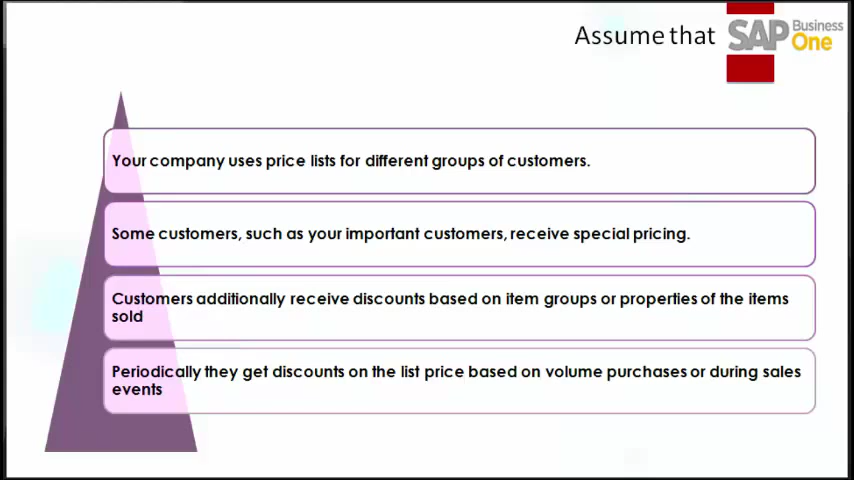 Assume that
SAP Business
One
Your company uses price lists for different groups of customers.
Some customers, such as your important customers, receive special pricing.
Customers additionally receive discounts based on item groups or properties of the items
sold
Periodically they get discounts on the list price based on volume purchases or during sales
events